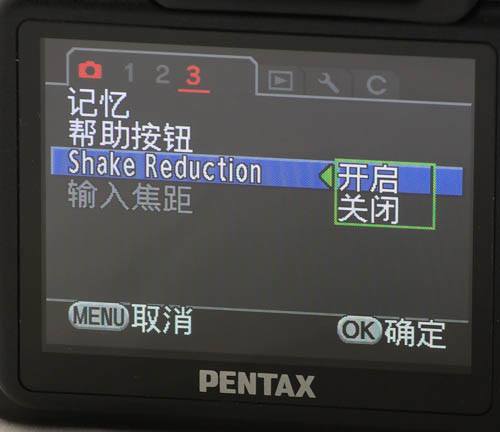 1 2 3 C
记忆
帮助按钮
Shake Reduction 开启
输入焦距 关闭
MENU 取消 OK 确定
PENTAX